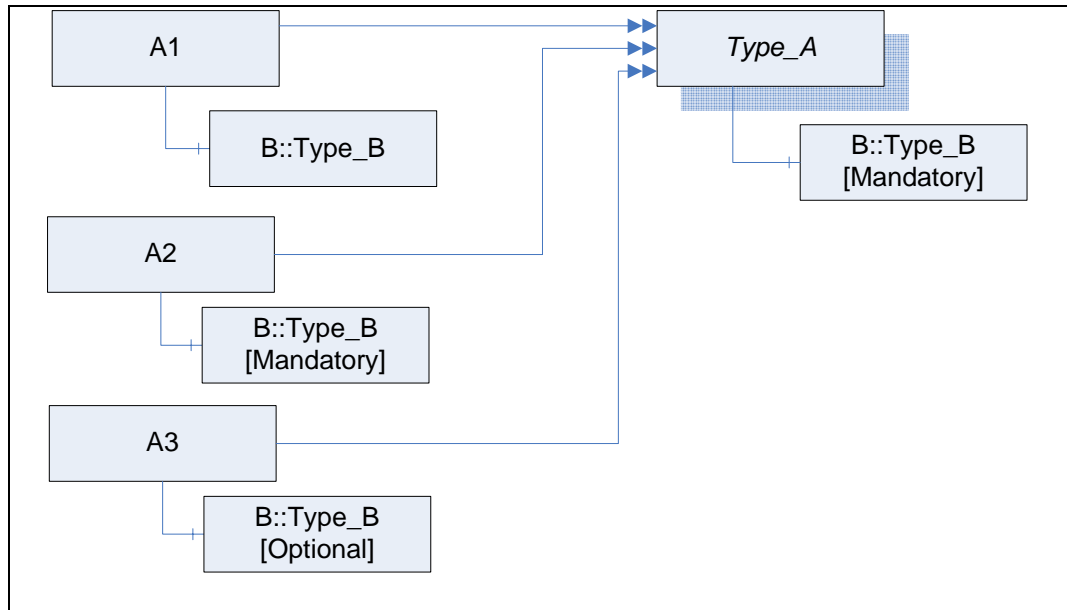 A1
Type_A
B::Type_B
B::Type_B
[Mandatory]
A2
B::Type_B
[Mandatory]
A3
B::Type_B
[Optional]